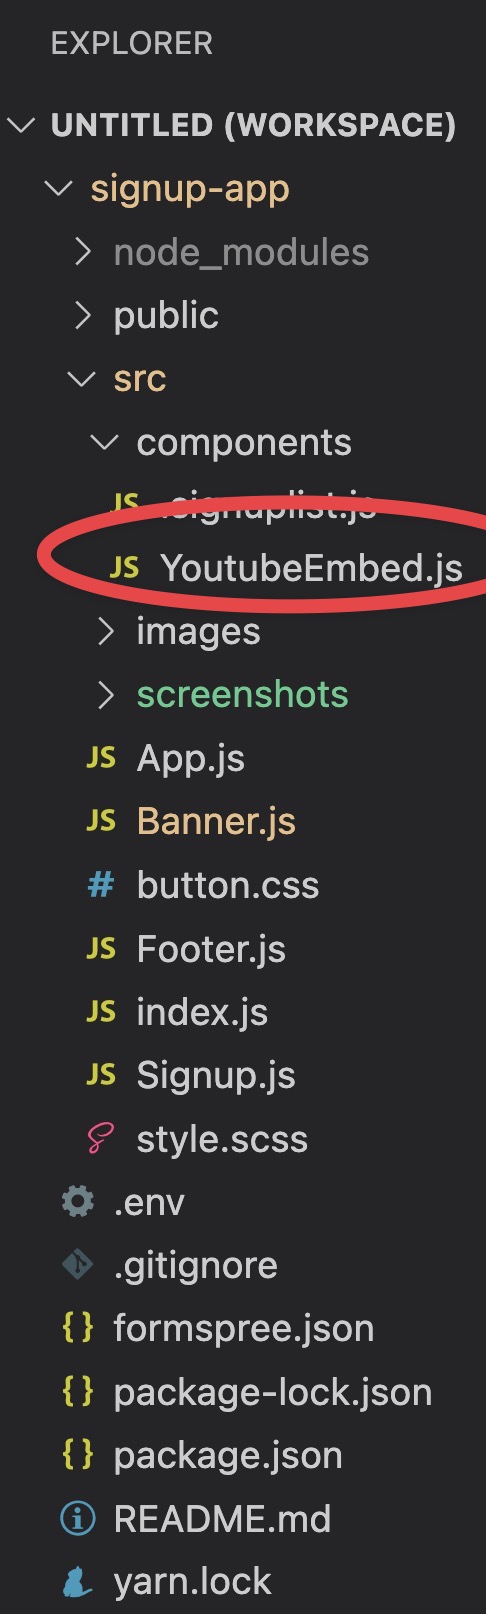 EXPLORER
UNTITLED (WORKSPACE)
signup-app
node_modules
public
src
components
JS .signuplist.js
JS YoutubeEmbed.js
images
screenshots
JS App.js
JS Banner.js
# button.css
JS Footer.js
JS index.js
JS Signup.js
style.scss
.env
.gitignore
{} formspree.json
{} package-lock.json
{} package.json
README.md
yarn.lock